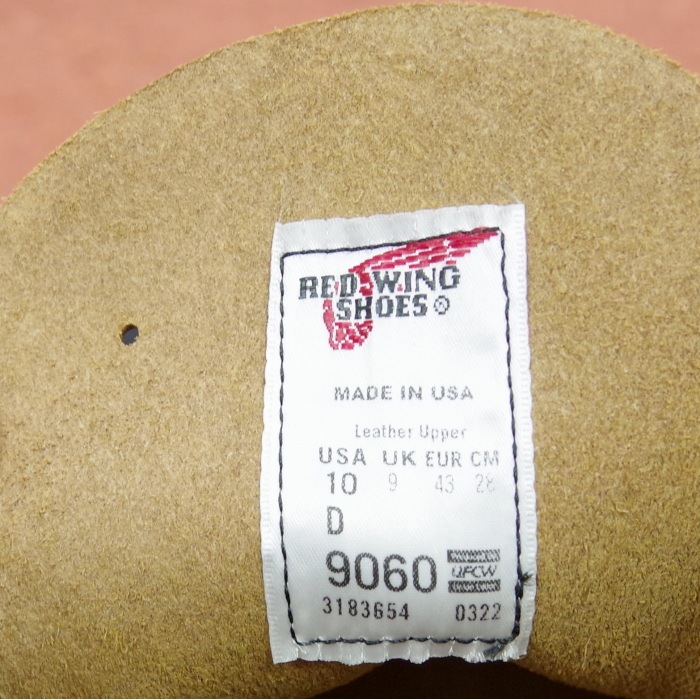 RED WING
SHOES®
MADE IN USA
Leather Upper
USA UK EUR CM
10 9 43 28
D
9060 UFCW
3183654 0322